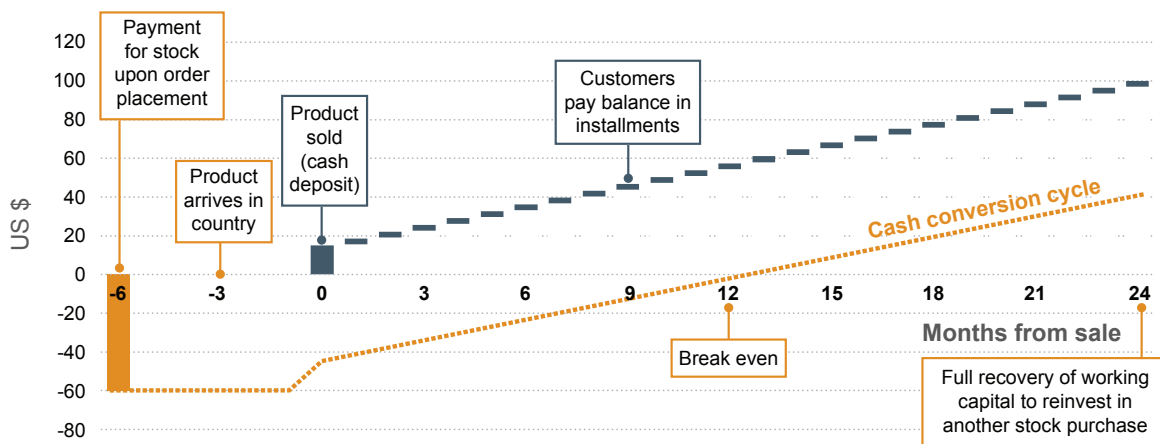 Payment
for stock
upon order
placement
Product
arrives in
country
Product
sold
(cash
deposit)
Customers
pay balance in
installments
Cash conversion cycle
US $
120
100
80
60
40
20
0
-20
-40
-60
-80
-6
-3
0
3
6
9
12
15
18
21
24
Months from sale
Break even
Full recovery of working
capital to reinvest in
another stock purchase